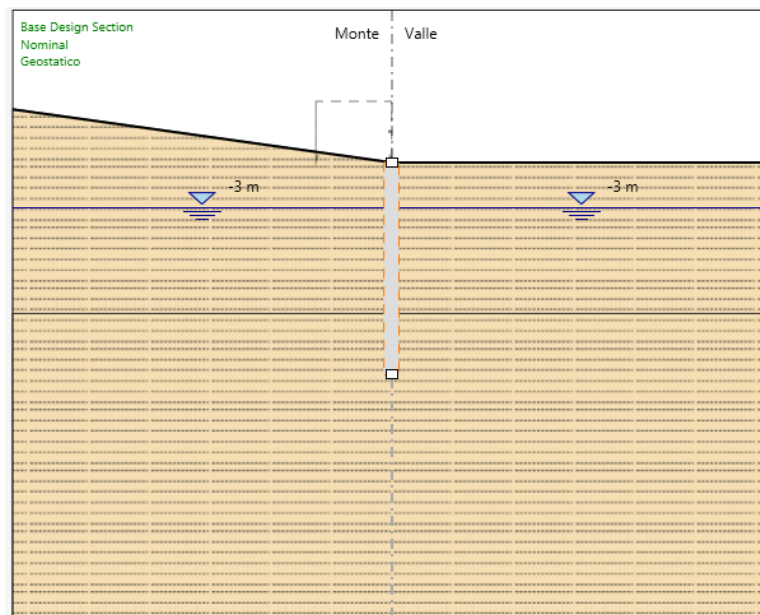 Base Design Section
Nominal
Geostatico
Monte
Valle
-3 m
-3 m